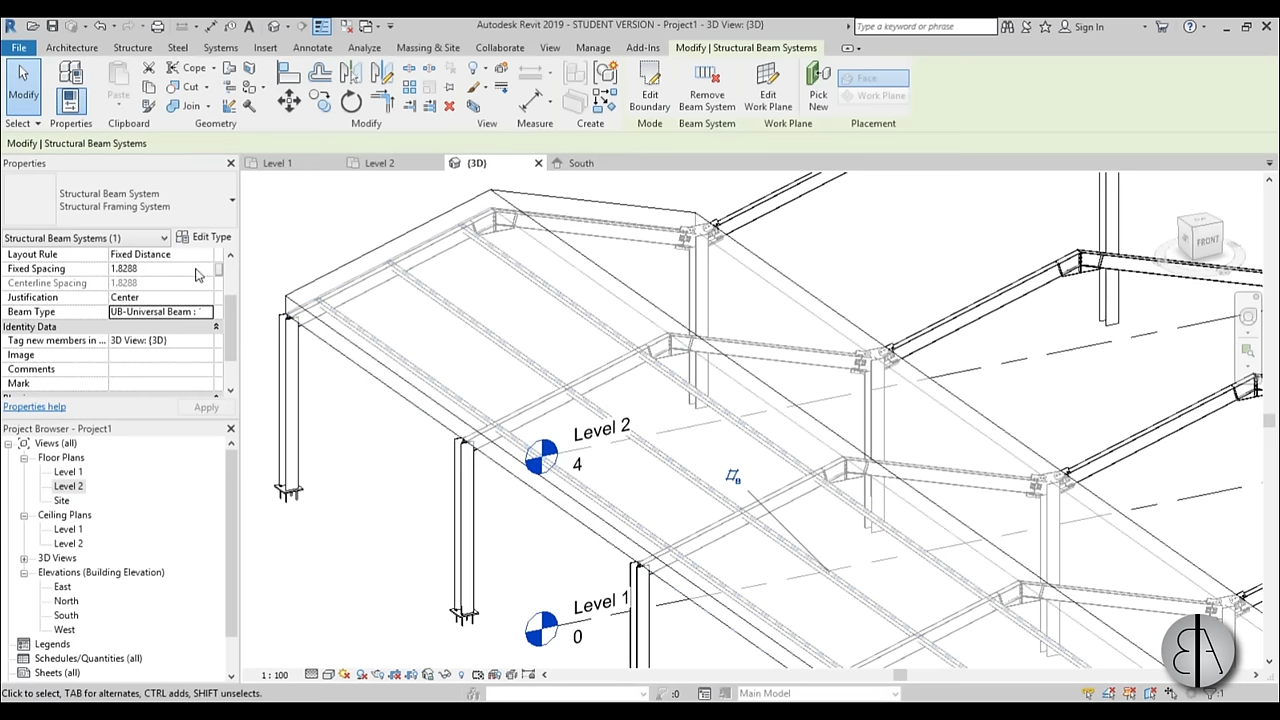 Autodesk Revit 2019 - STUDENT VERSION - Project1 - 3D View: {3D}
Type a keyword or phrase
Sign In
File Architecture Structure Steel Systems Insert Annotate Analyze Massing & Site Collaborate View Manage Add-Ins Modify | Structural Beam Systems
Modify
Paste
Cope
Cut
Join
Edit Boundary
Remove Beam System
Edit Work Plane
Pick New
Face
Work Plane
Select Properties Clipboard Geometry Modify View Measure Create Mode Beam System Work Plane Placement
Modify | Structural Beam Systems
Properties
Level 1
Level 2
{3D}
South
Structural Beam System
Structural Framing System
Structural Beam Systems (1)
Edit Type
Layout Rule Fixed Distance
Fixed Spacing 1.8288
Centerline Spacing 1.8288
Justification Center
Beam Type UB-Universal Beam :
Identity Data
Tag new members in ... 3D View: {3D}
Image
Comments
Mark
Properties help
Apply
Project Browser - Project1
Views (all)
Floor Plans
Level 1
Level 2
Site
Ceiling Plans
Level 1
Level 2
3D Views
Elevations (Building Elevation)
East
North
South
West
Legends
Schedules/Quantities (all)
Sheets (all)
Level 2
4
Level 1
0
FRONT
1 : 100
Click to select, TAB for alternates, CTRL adds, SHIFT unselects.
:0
Main Model
:1